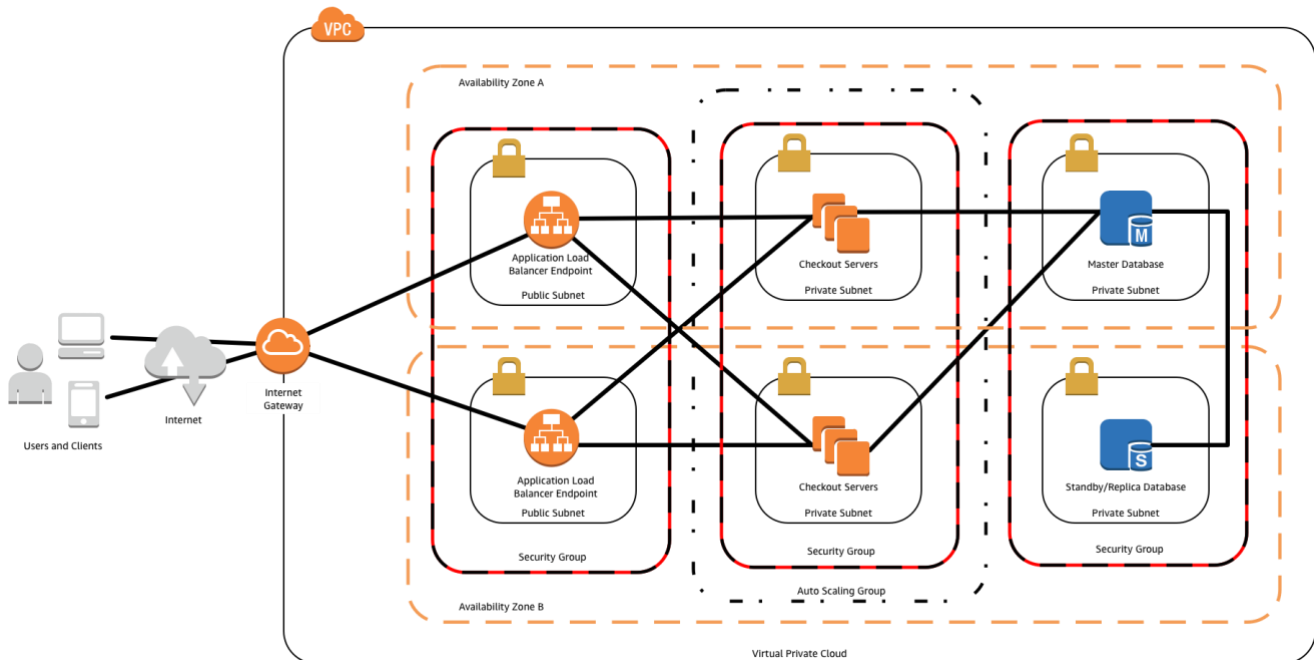 VPC
Availability Zone A
Application Load
Balancer Endpoint
Public Subnet
Checkout Servers
Private Subnet
M
Master Database
Private Subnet
Users and Clients
Internet
Internet
Gateway
Application Load
Balancer Endpoint
Public Subnet
Security Group
Checkout Servers
Private Subnet
Security Group
Auto Scaling Group
S
Standby/Replica Database
Private Subnet
Security Group
Availability Zone B
Virtual Private Cloud